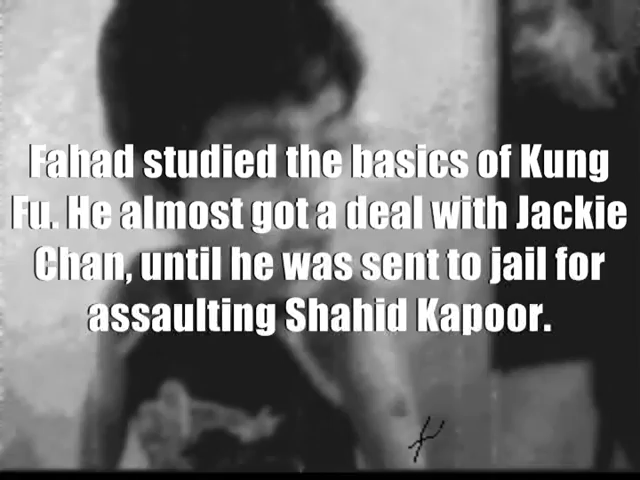 Fahad studied the basics of Kung
Fu. He almost got a deal with Jackie
Chan, until he was sent to jail for
assaulting Shahid Kapoor.